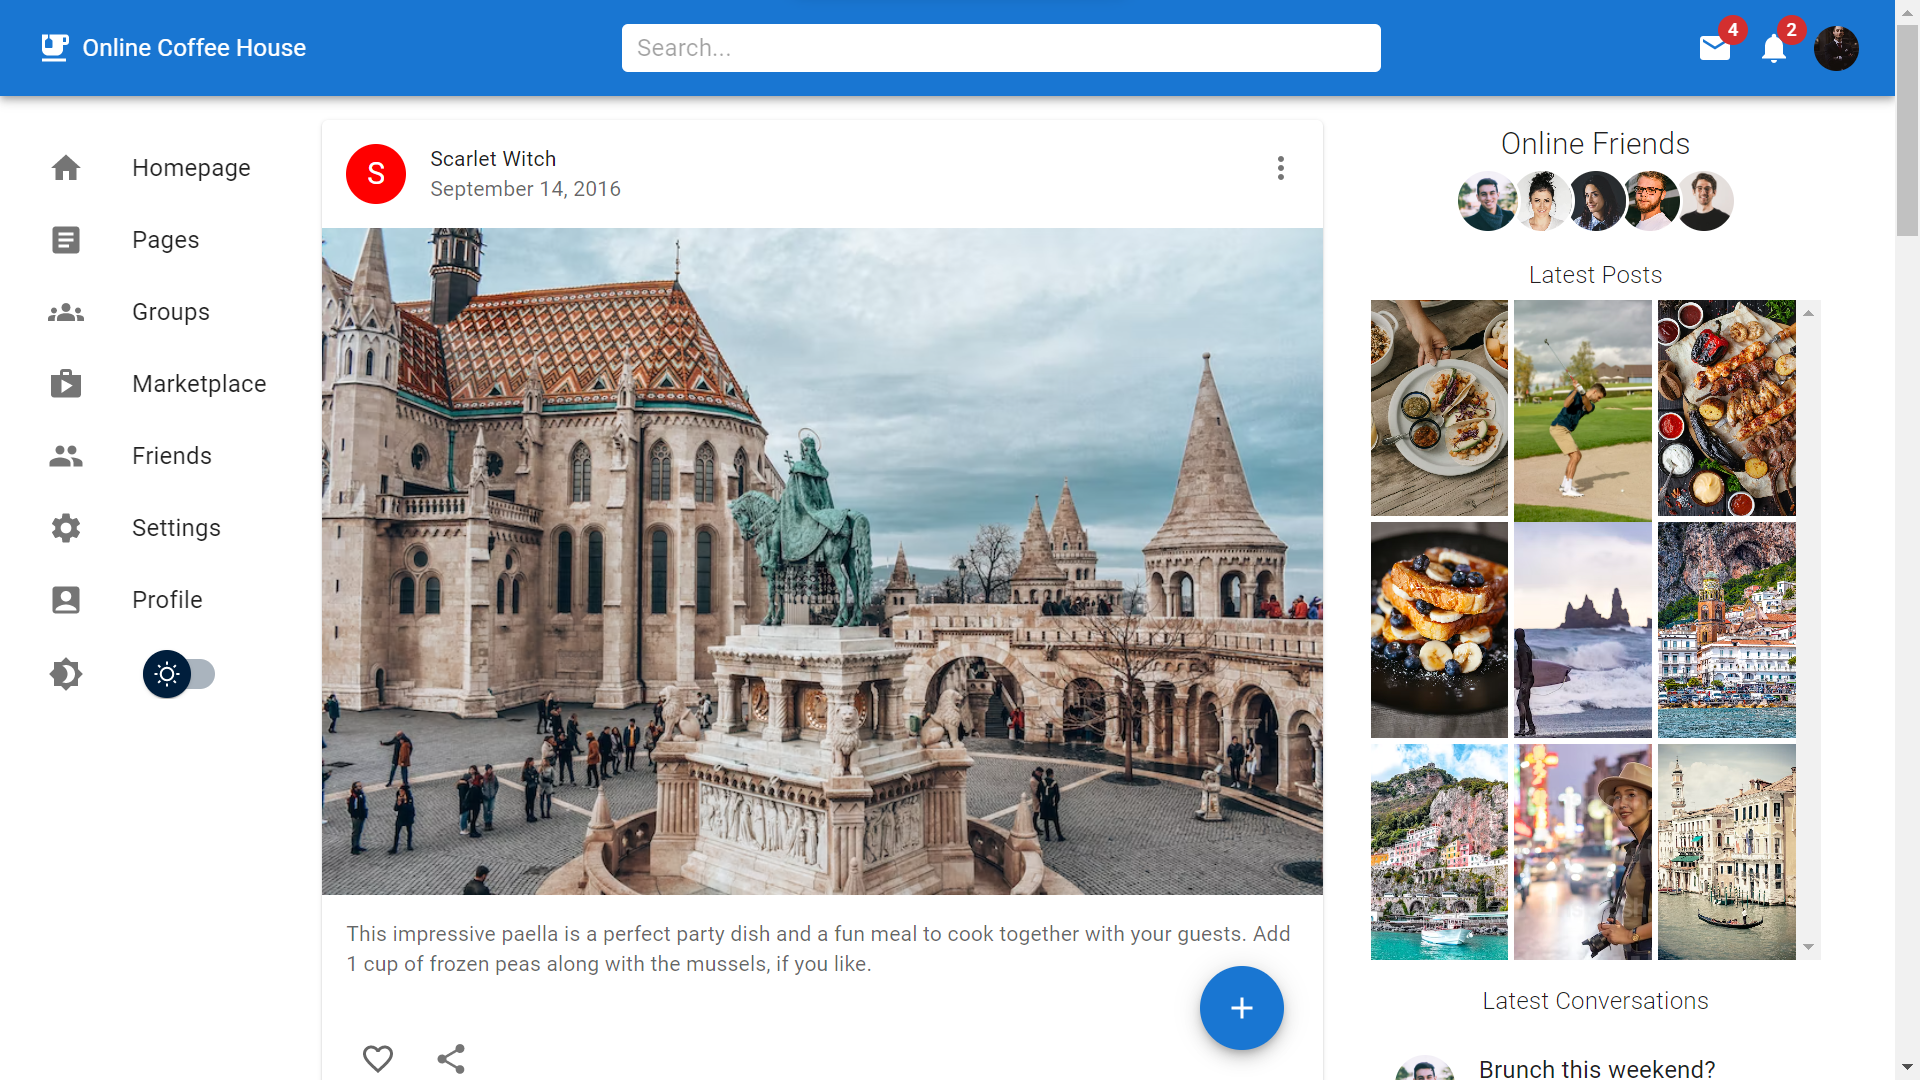 Online Coffee House
Search...
4
2
Homepage
Pages
Groups
Marketplace
Friends
Settings
Profile
S
Scarlet Witch
September 14, 2016
This impressive paella is a perfect party dish and a fun meal to cook together with your guests. Add
1 cup of frozen peas along with the mussels, if you like.
Online Friends
Latest Posts
Latest Conversations
Brunch this weekend?